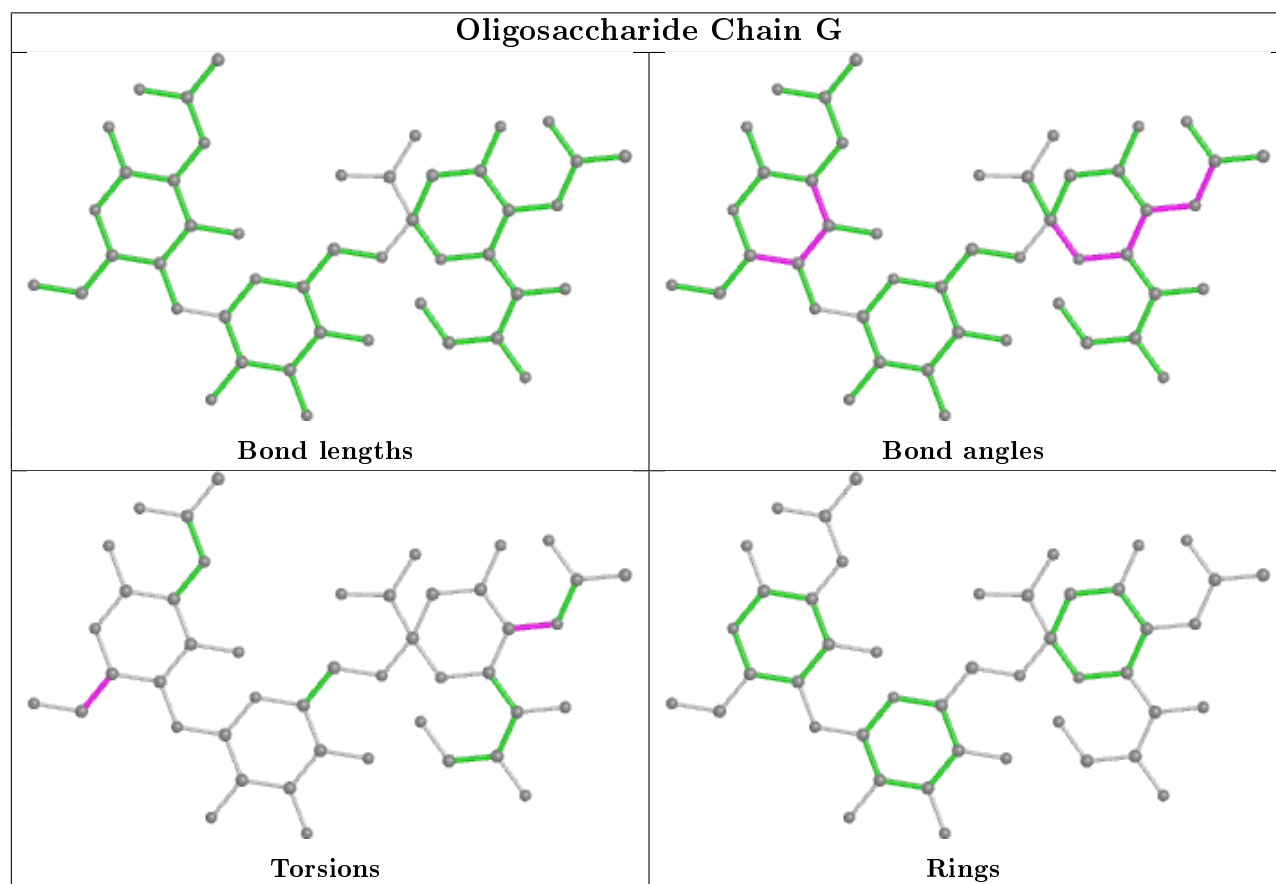 Oligosaccharide Chain G
Bond lengths
Bond angles
Torsions
Rings